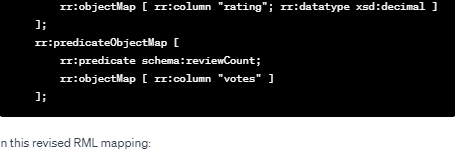 rr:objectMap [ rr:column "rating"; rr:datatype xsd:decimal ]
];
rr:predicateObjectMap [
rr:predicate schema:reviewCount;
rr:objectMap [ rr:column "votes" ]
];
n this revised RML mapping: